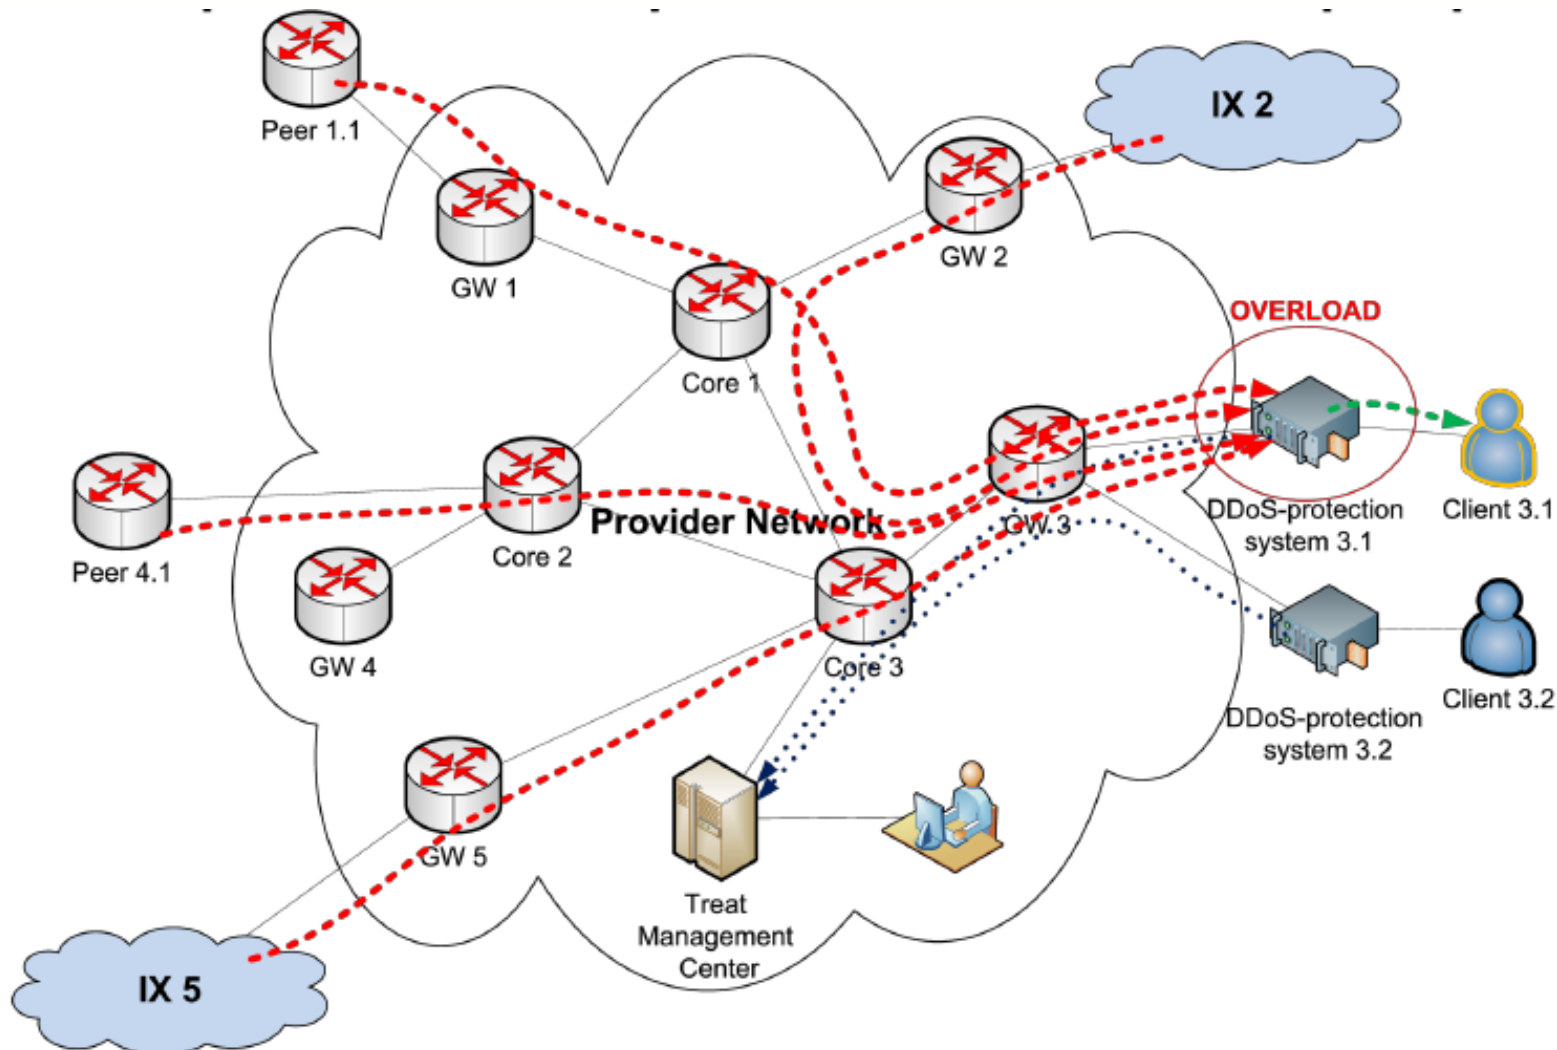 Peer 1.1
IX 2
GW 1
GW 2
OVERLOAD
Core 1
Provider Network
Core 2
GW 3
DDoS-protection
system 3.1
Client 3.1
Peer 4.1
GW 4
Core 3
Client 3.2
DDoS-protection
system 3.2
GW 5
Treat
Management
Center
IX 5